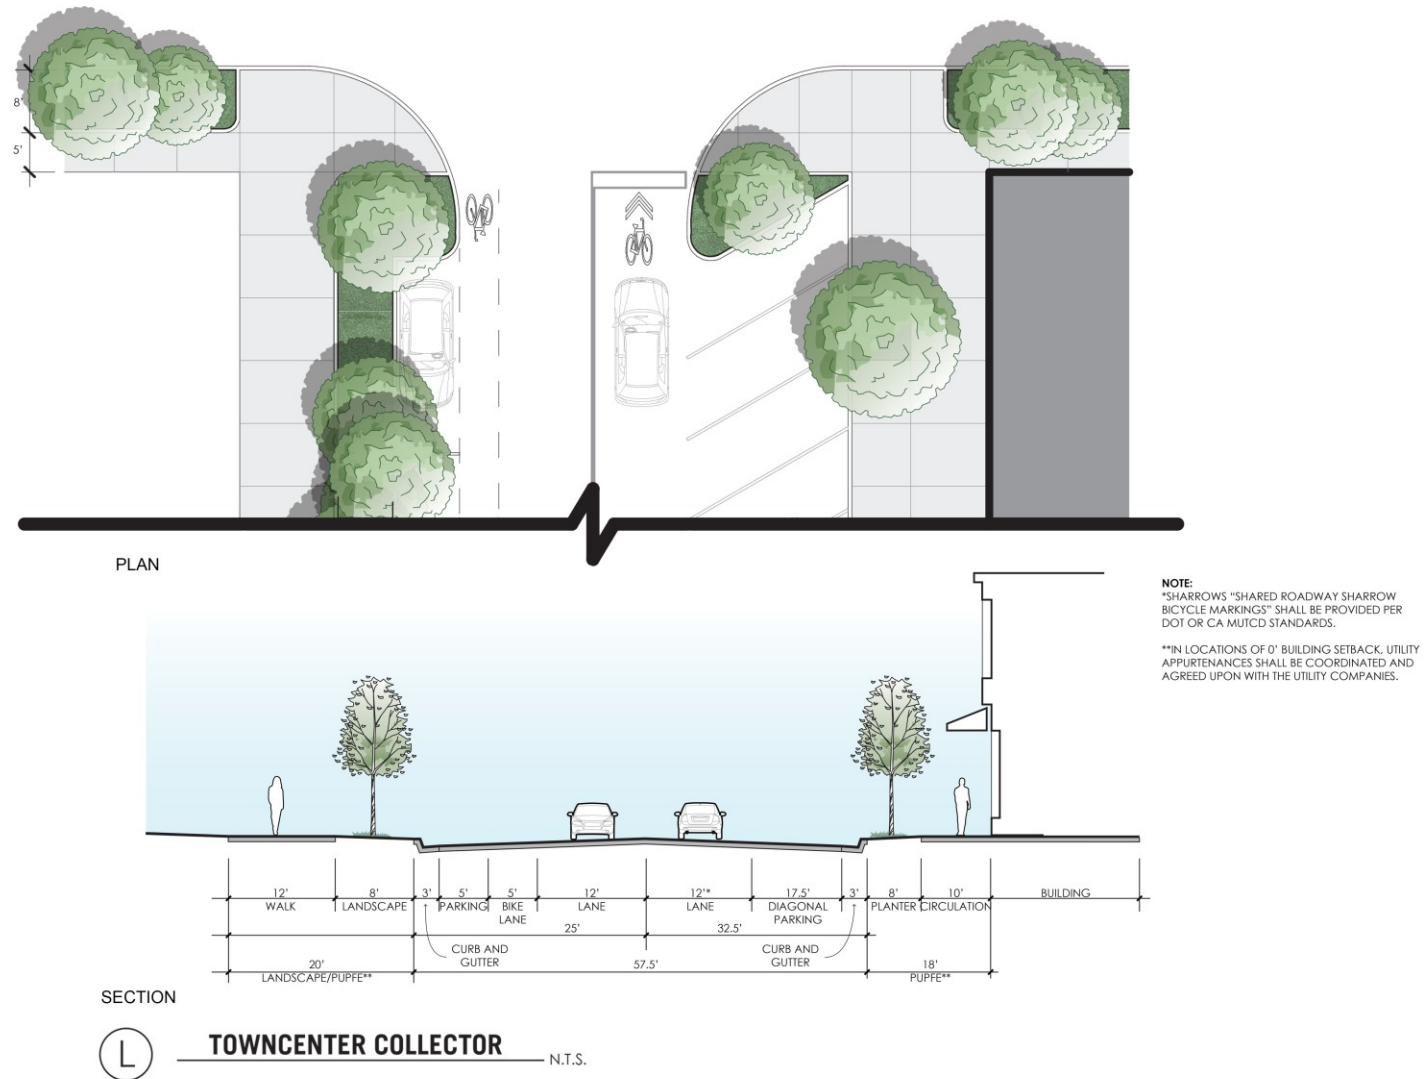 8'
5'
PLAN
NOTE:
*SHARROWS "SHARED ROADWAY SHARROW
BICYCLE MARKINGS" SHALL BE PROVIDED PER
DOT OR CA MUTCD STANDARDS.
**IN LOCATIONS OF 0' BUILDING SETBACK, UTILITY
APPURTENANCES SHALL BE COORDINATED AND
AGREED UPON WITH THE UTILITY COMPANIES.
12' 8' 3' 5' 5' 12' 12'* 17.5' 3' 8' 10' BUILDING
WALK LANDSCAPE PARKING BIKE LANE LANE LANE DIAGONAL PARKING PLANTER CIRCULATION
25' 32.5'
CURB AND GUTTER CURB AND GUTTER
20' 57.5' 18'
LANDSCAPE/PUPFE** PUPFE**
SECTION
L TOWNCENTER COLLECTOR N.T.S.